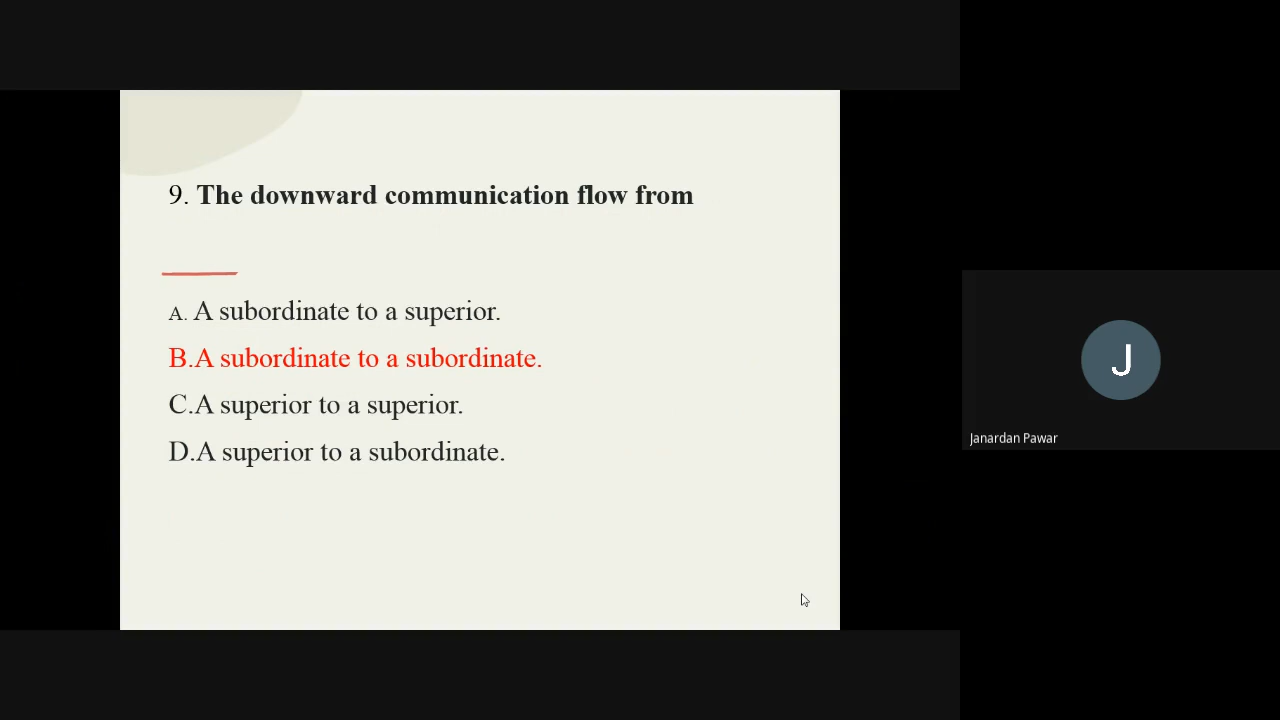 9. The downward communication flow from
A. A subordinate to a superior.
B.A subordinate to a subordinate.
C.A superior to a superior.
D.A superior to a subordinate.
J
Janardan Pawar